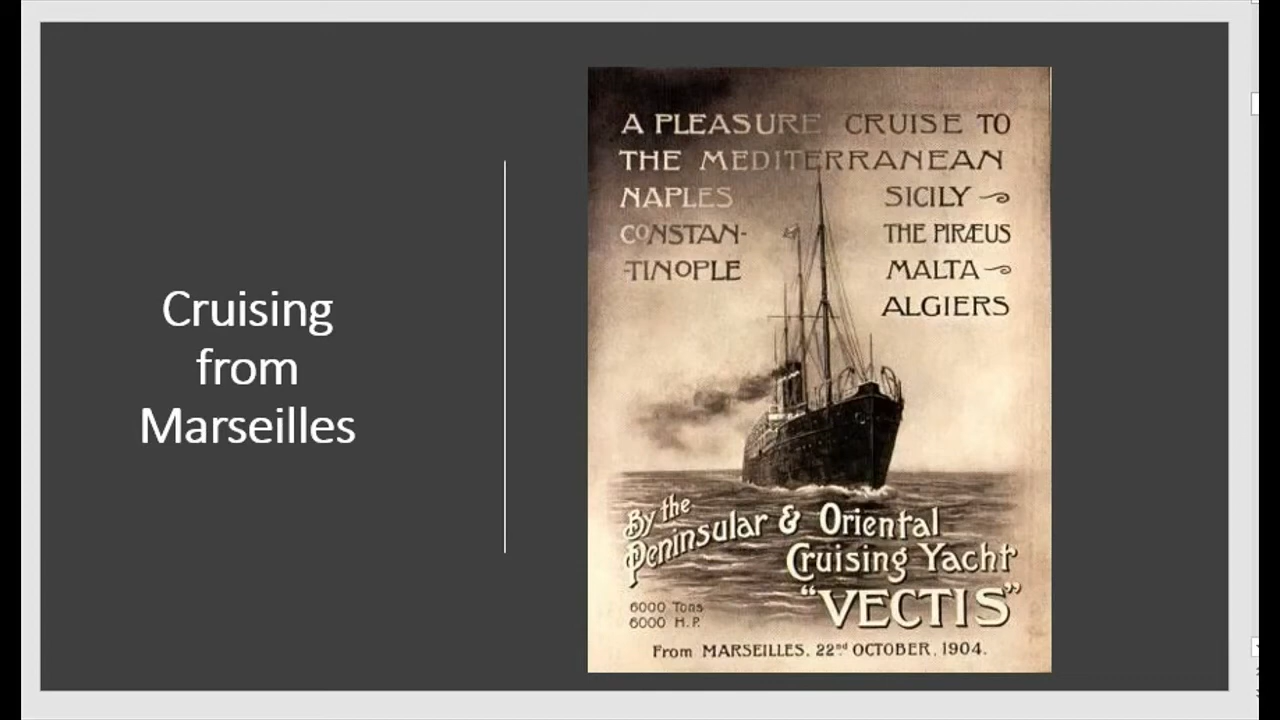 Cruising
from
Marseilles
A PLEASURE CRUISE TO
THE MEDITERRANEAN
NAPLES SICILY
CONSTAN- THE PIRÆUS
-TINOPLE MALTA
ALGIERS
By the
Peninsular & Oriental
Cruising Yacht
"VECTIS"
6000 Tons
6000 H.P.
From MARSEILLES, 22nd OCTOBER, 1904.